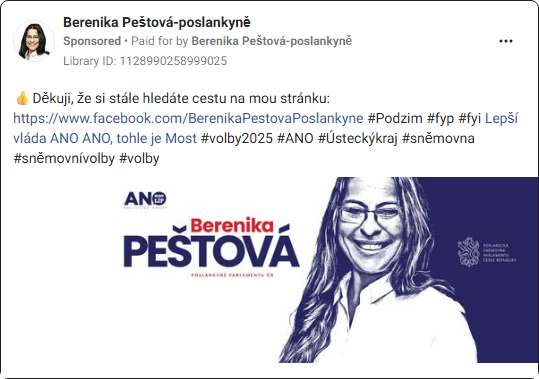 Berenika Peštová-poslankyně
Sponsored • Paid for by Berenika Peštová-poslankyně
Library ID: 1128990258999025
👍Děkuji, že si stále hledáte cestu na mou stránku:
https://www.facebook.com/BerenikaPestovaPoslankyne #Podzim #fyp #fyi Lepší
vláda ANO ANO, tohle je Most #volby2025 #ANO #Ústeckýkraj #sněmovna
#sněmovnívolby #volby
ANO
Berenika
PEŠTOVÁ
POSLANKYNĚ PARLAMENTU ČR
POSLANECKÁ
SNĚMOVNA
PARLAMENTU
ČESKÉ REPUBLIKY